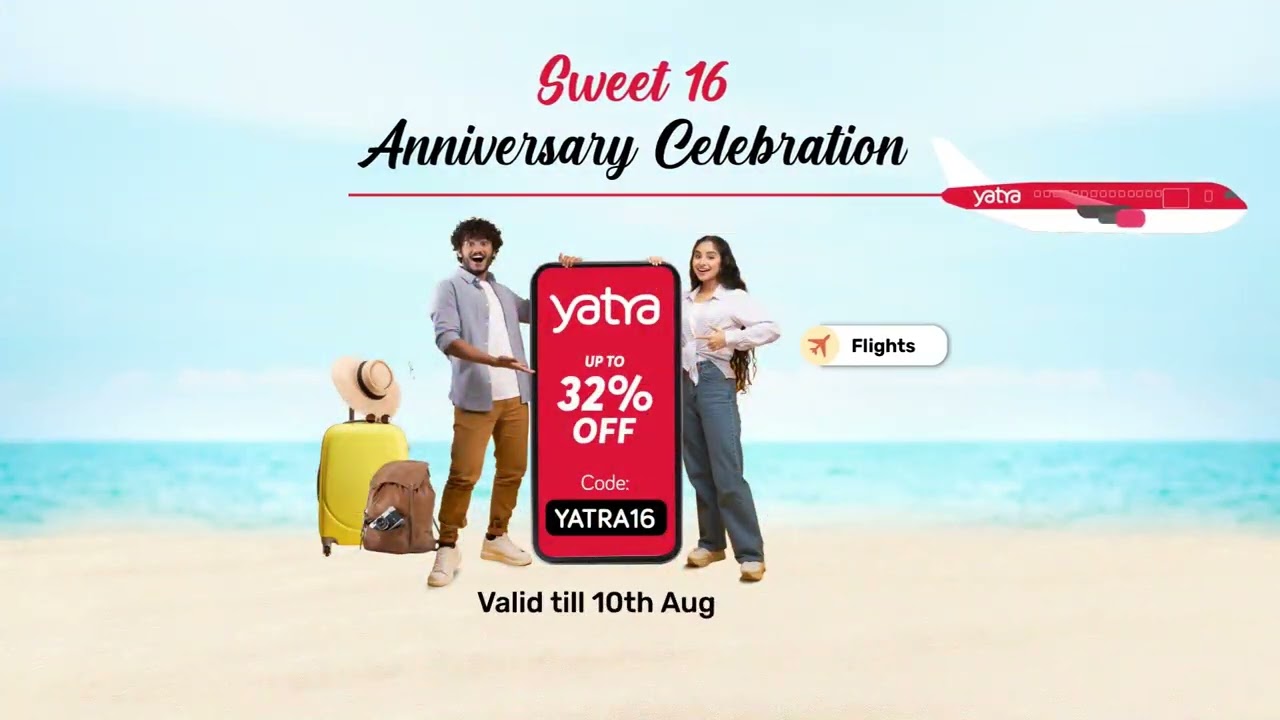 Sweet 16
Anniversary Celebration
yatra
yatra
UP TO
32%
OFF
Code:
YATRA16
Flights
Valid till 10th Aug